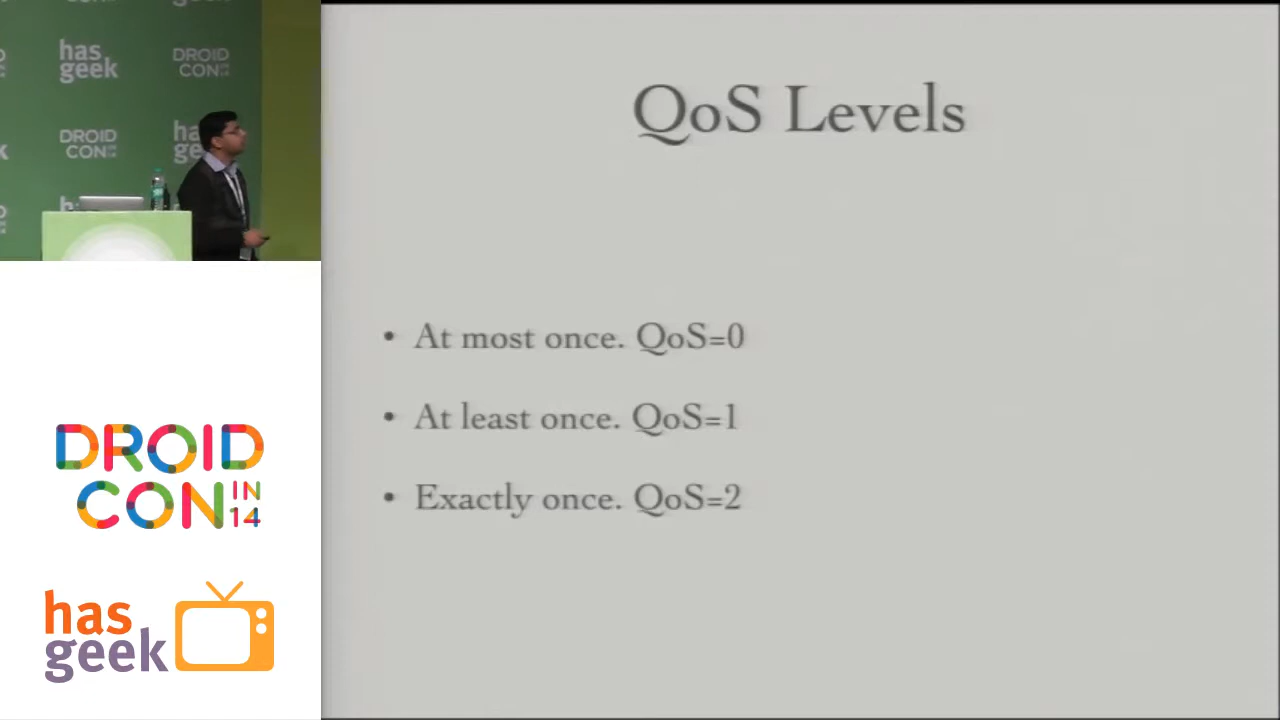 has
geek
DROID
CON
DROID
CON
has
QoS Levels
• At most once. QoS=0
• At least once. QoS=1
• Exactly once. QoS=2
DROID
CON IN
14
has
geek